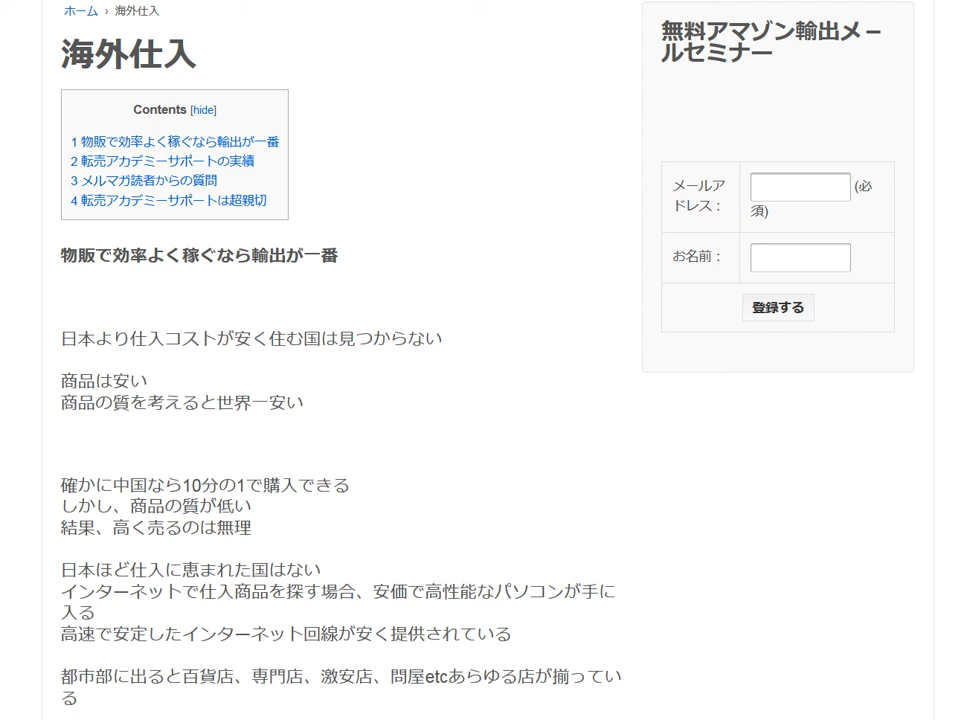 ホーム › 海外仕入
海外仕入
Contents [hide]
1 物販で効率よく稼ぐなら輸出が一番
2 転売アカデミーサポートの実績
3 メルマガ読者からの質問
4 転売アカデミーサポートは超親切
物販で効率よく稼ぐなら輸出が一番
日本より仕入コストが安く住む国は見つからない
商品は安い
商品の質を考えると世界一安い
確かに中国なら10分の1で購入できる
しかし、商品の質が低い
結果、高く売るのは無理
日本ほど仕入に恵まれた国はない
インターネットで仕入商品を探す場合、安価で高性能なパソコンが手に
入る
高速で安定したインターネット回線が安く提供されている
都市部に出ると百貨店、専門店、激安店、問屋etcあらゆる店が揃ってい
る
無料アマゾン輸出メー
ルセミナー
メールア
ドレス：
(必
須)
お名前：
登録する